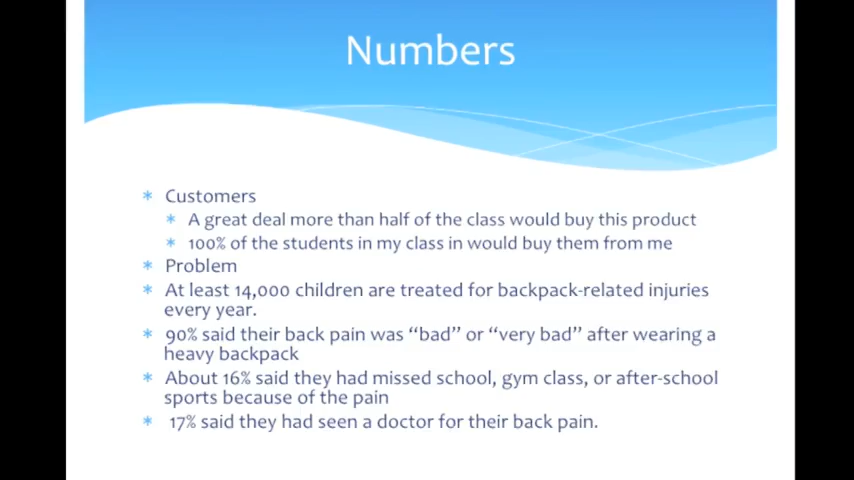 Numbers
* Customers
* A great deal more than half of the class would buy this product
* 100% of the students in my class in would buy them from me
* Problem
* At least 14,000 children are treated for backpack-related injuries
every year.
* 90% said their back pain was “bad” or “very bad” after wearing a
heavy backpack
* About 16% said they had missed school, gym class, or after-school
sports because of the pain
* 17% said they had seen a doctor for their back pain.